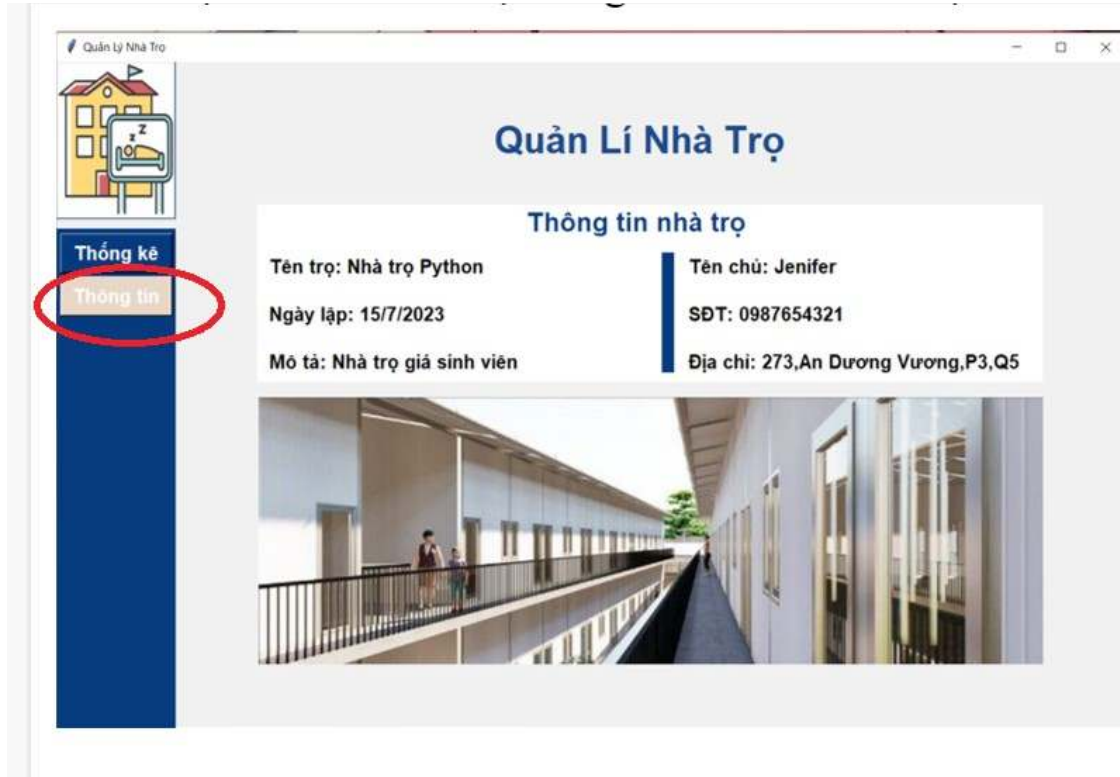 Quản Lý Nhà Trọ
z Z
Quản Lí Nhà Trọ
Thống kê
Thông tin
Thông tin nhà trọ
Tên trọ: Nhà trọ Python
Tên chủ: Jenifer
Ngày lập: 15/7/2023
SĐT: 0987654321
Mô tả: Nhà trọ giá sinh viên
Địa chỉ: 273,An Dương Vương,P3,Q5